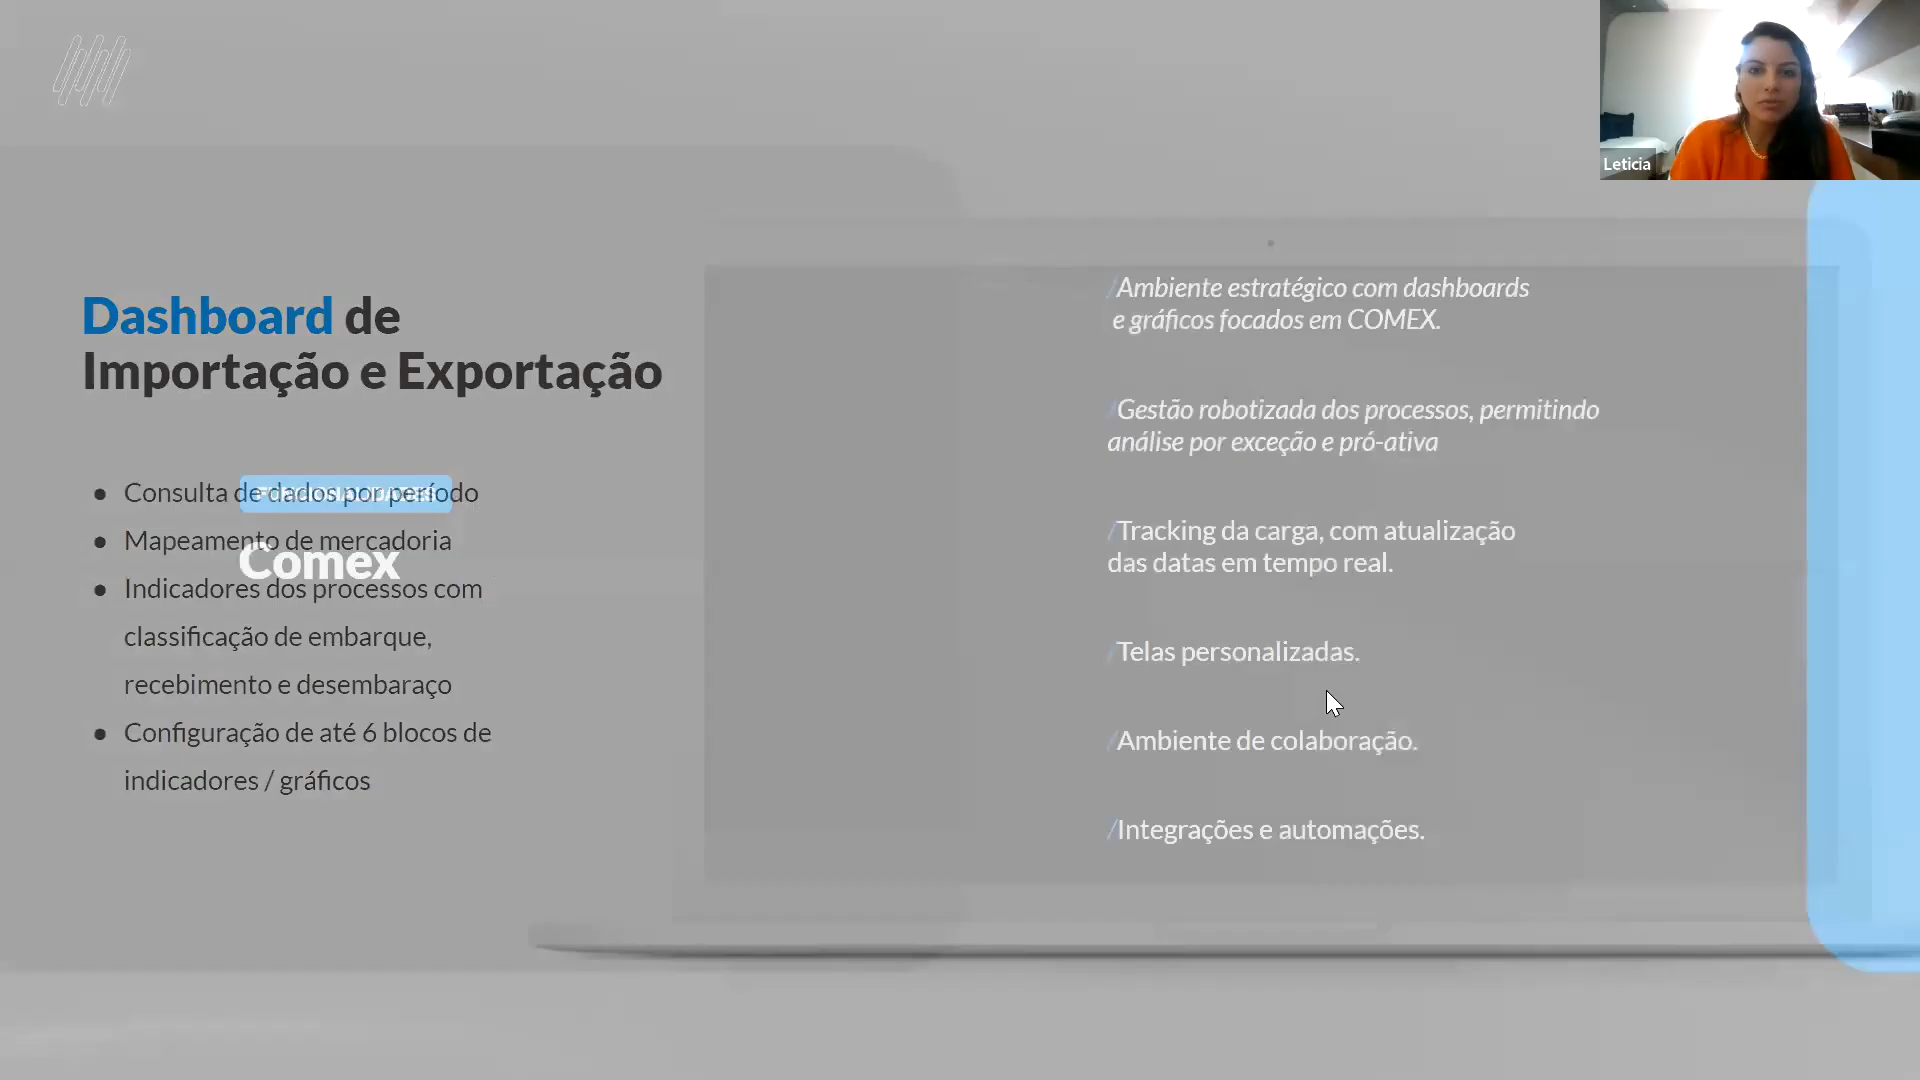 Leticia
Dashboard de
Importação e Exportação
Consulta de dados por período
FUNCIONALIDADES
Mapeamento de mercadoria
Comex
Indicadores dos processos com
classificação de embarque,
recebimento e desembaraço
Configuração de até 6 blocos de
indicadores / gráficos
/Ambiente estratégico com dashboards
e gráficos focados em COMEX.
/Gestão robotizada dos processos, permitindo
análise por exceção e pró-ativa
/Tracking da carga, com atualização
das datas em tempo real.
/Telas personalizadas.
/Ambiente de colaboração.
/Integrações e automações.